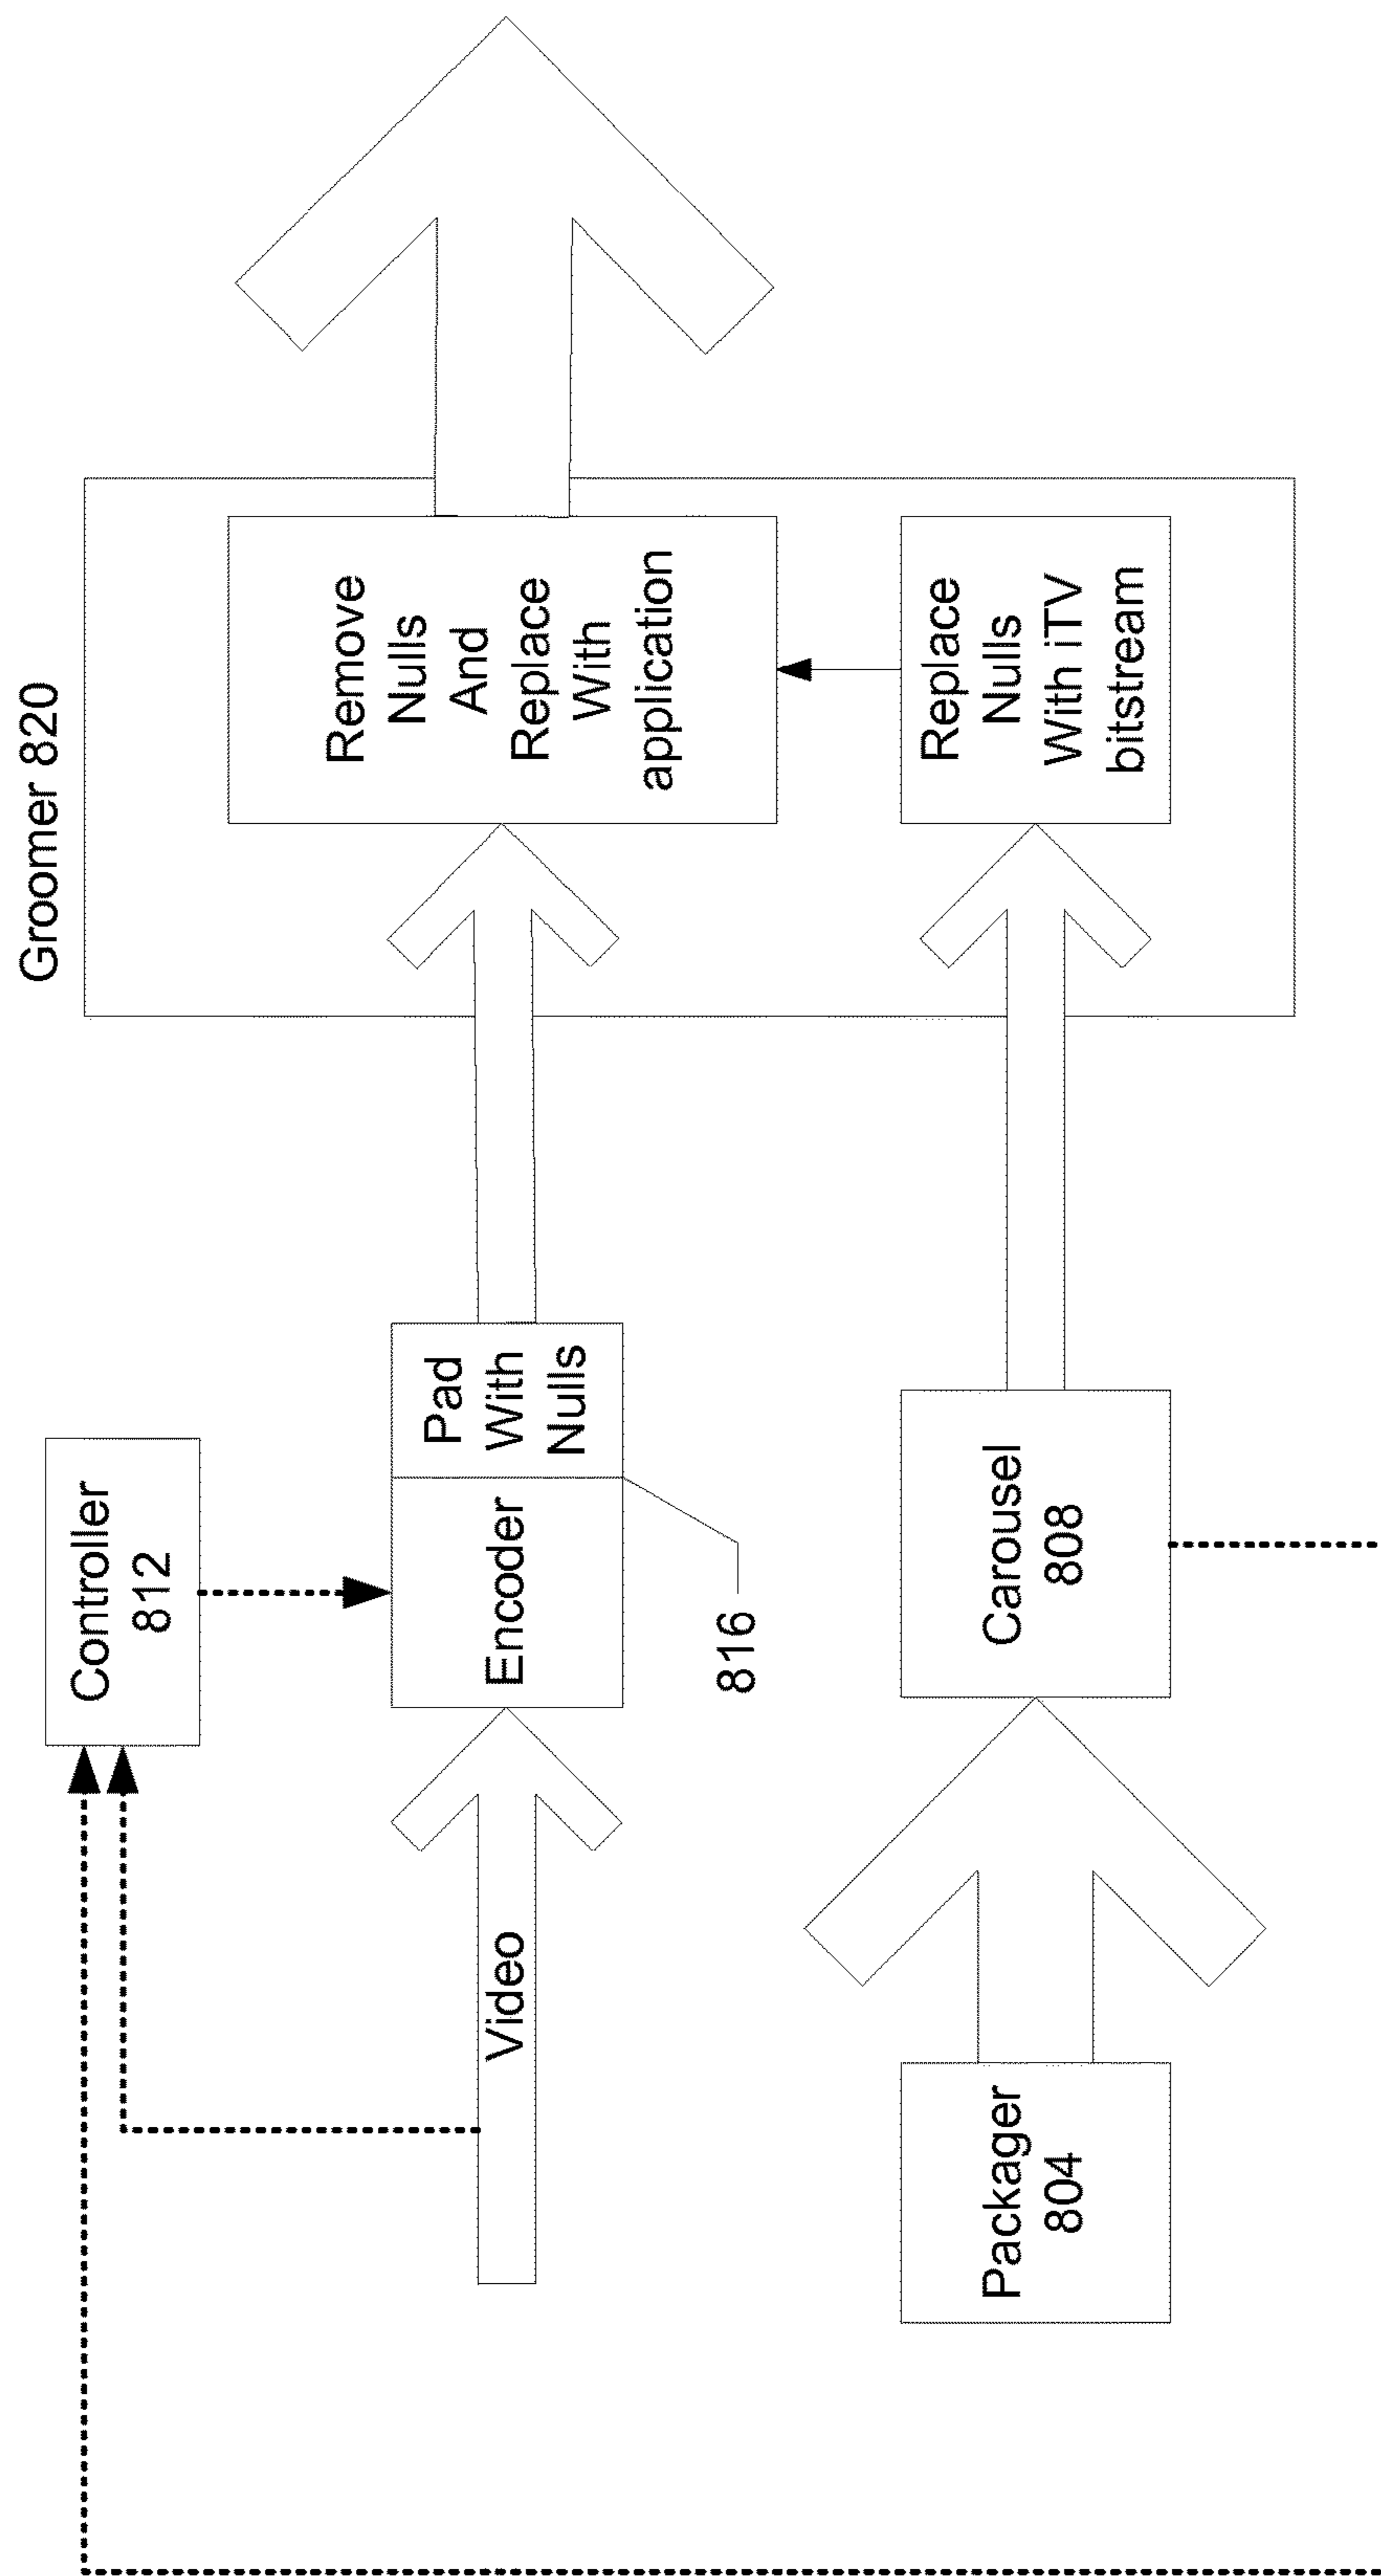 Groomer 820
Controller
812
Remove
Nulls
And
Replace
With
application
Pad
With
Nulls
Encoder
Video
816
Replace
Nulls
With iTV
bitstream
Carousel
808
Packager
804